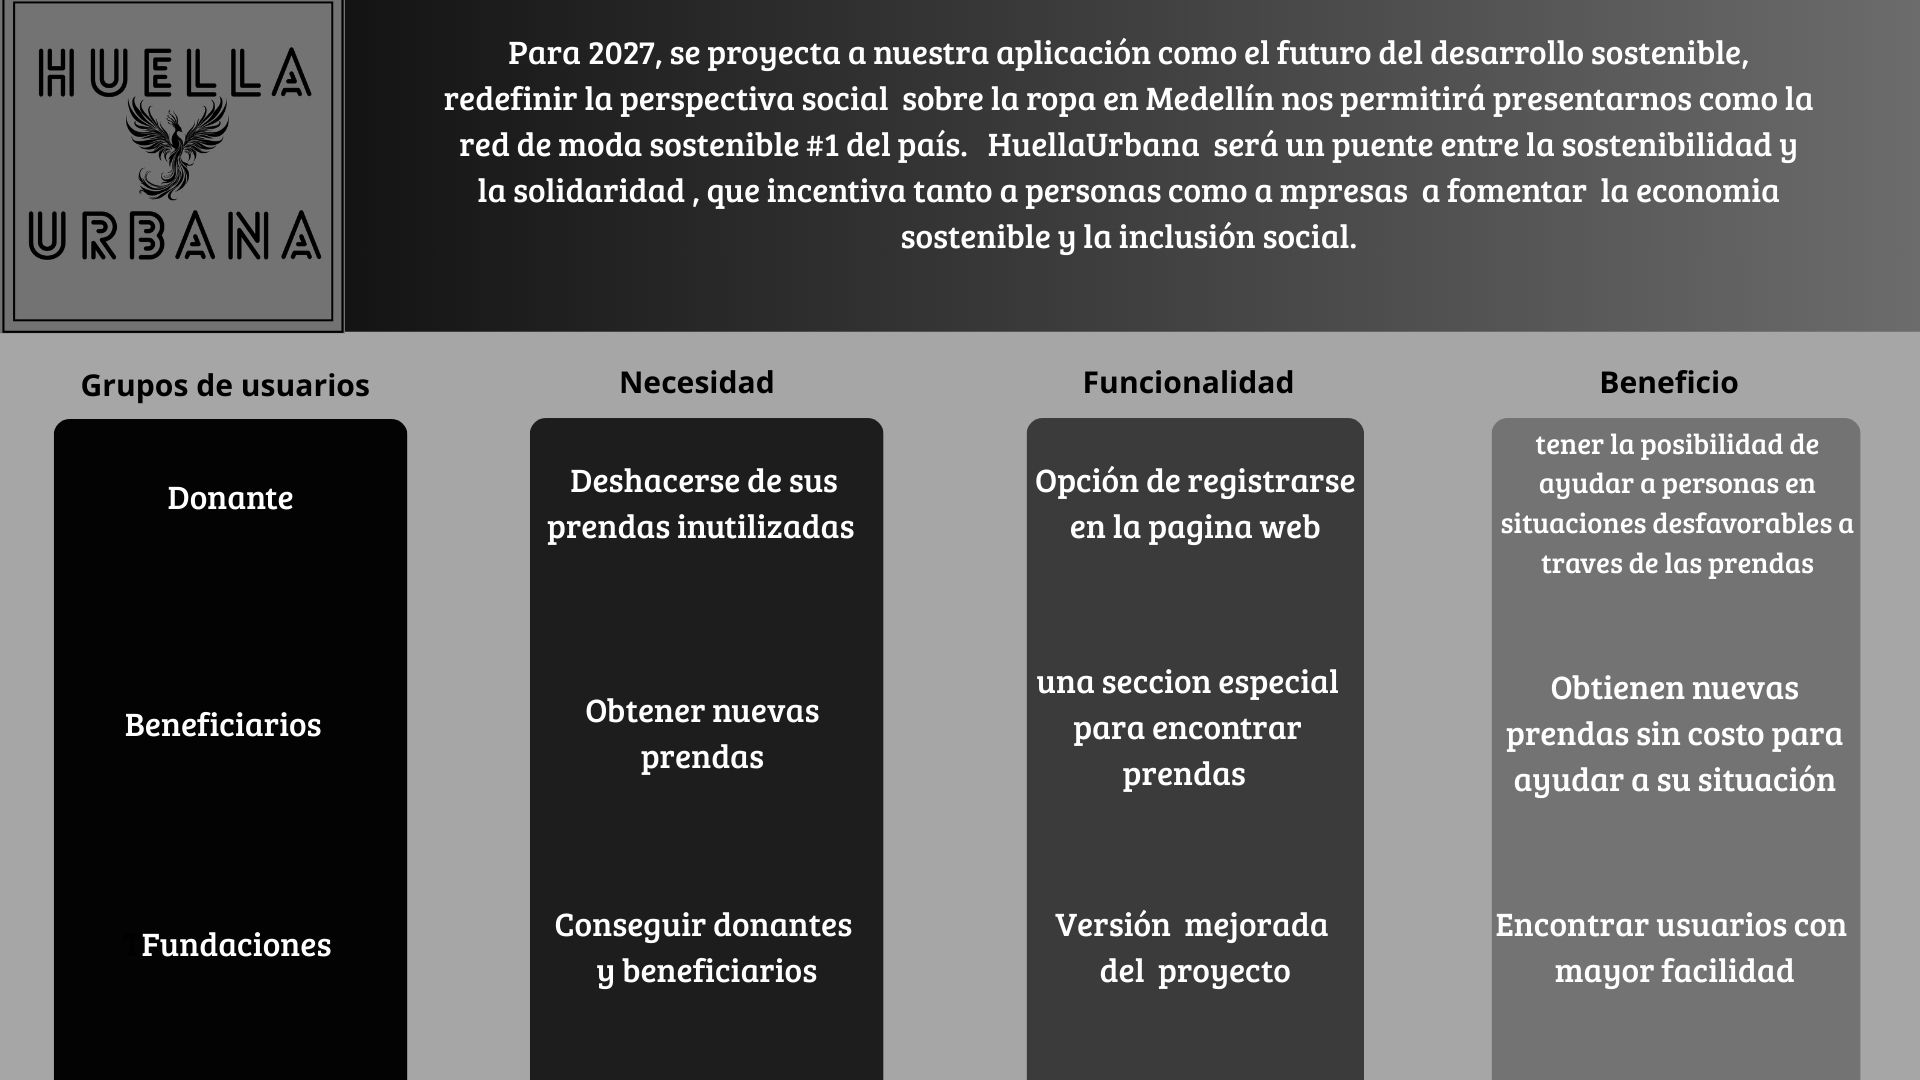 HUELLA
URBANA
Para 2027, se proyecta a nuestra aplicación como el futuro del desarrollo sostenible,
redefinir la perspectiva social sobre la ropa en Medellín nos permitirá presentarnos como la
red de moda sostenible #1 del país. HuellaUrbana será un puente entre la sostenibilidad y
la solidaridad , que incentiva tanto a personas como a mpresas a fomentar la economia
sostenible y la inclusión social.
Grupos de usuarios
Donante
Beneficiarios
Fundaciones
Necesidad
Deshacerse de sus
prendas inutilizadas
Obtener nuevas
prendas
Conseguir donantes
y beneficiarios
Funcionalidad
Opción de registrarse
en la pagina web
una seccion especial
para encontrar
prendas
Versión mejorada
del proyecto
Beneficio
tener la posibilidad de
ayudar a personas en
situaciones desfavorables a
traves de las prendas
Obtienen nuevas
prendas sin costo para
ayudar a su situación
Encontrar usuarios con
mayor facilidad